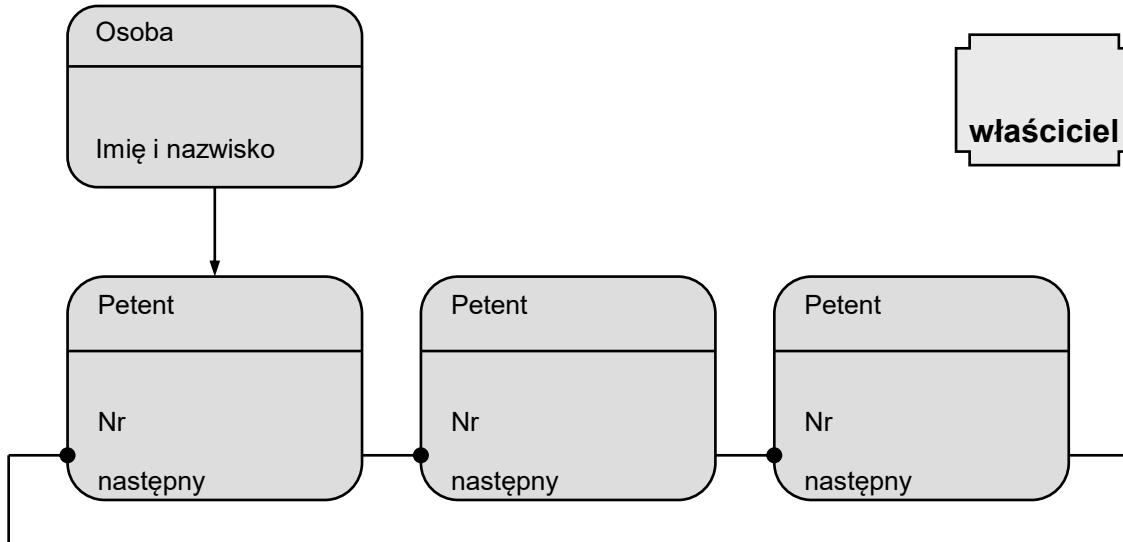 Osoba
Imię i nazwisko
właściciel
Petent
Nr
następny
Petent
Nr
następny
Petent
Nr
następny